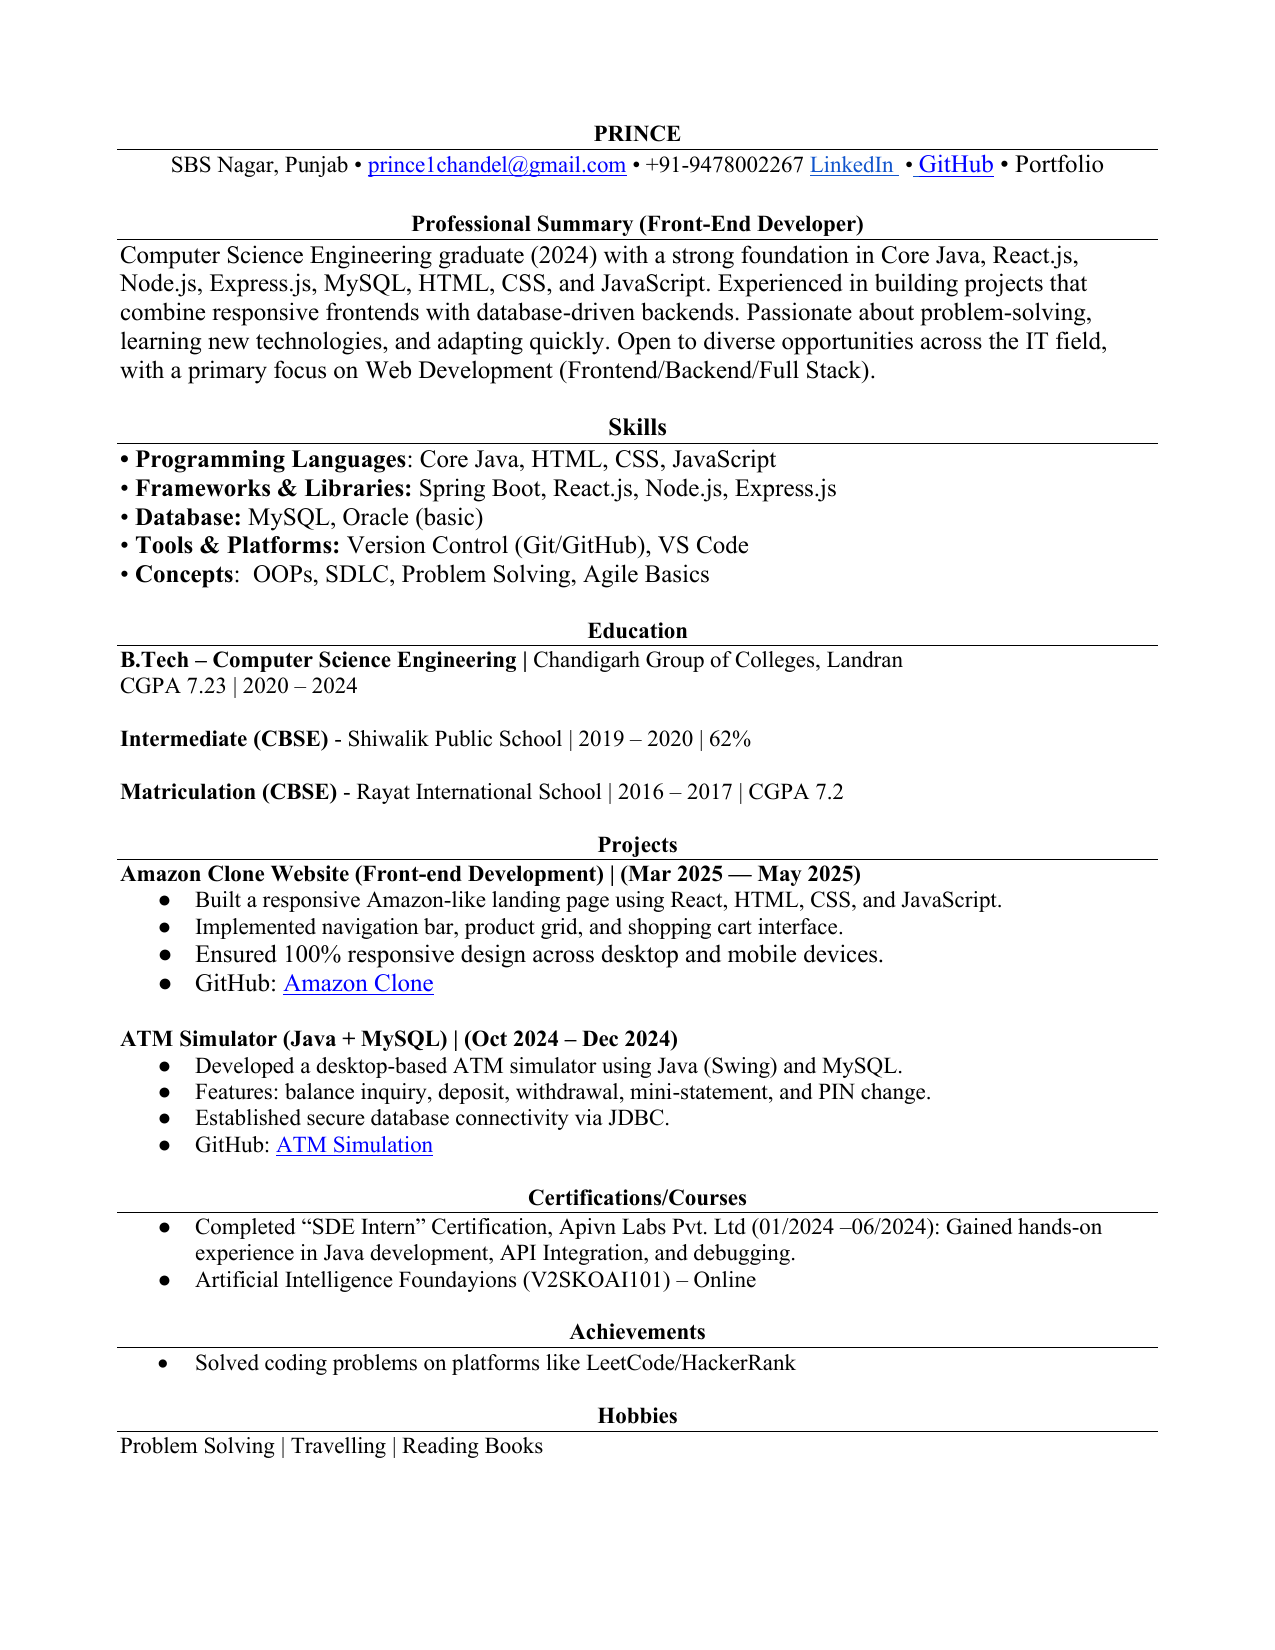 PRINCE
SBS Nagar, Punjab • prince1chandel@gmail.com • +91-9478002267 LinkedIn • GitHub • Portfolio
Professional Summary (Front-End Developer)
Computer Science Engineering graduate (2024) with a strong foundation in Core Java, React.js,
Node.js, Express.js, MySQL, HTML, CSS, and JavaScript. Experienced in building projects that
combine responsive frontends with database-driven backends. Passionate about problem-solving,
learning new technologies, and adapting quickly. Open to diverse opportunities across the IT field,
with a primary focus on Web Development (Frontend/Backend/Full Stack).
Skills
• Programming Languages: Core Java, HTML, CSS, JavaScript
• Frameworks & Libraries: Spring Boot, React.js, Node.js, Express.js
• Database: MySQL, Oracle (basic)
• Tools & Platforms: Version Control (Git/GitHub), VS Code
• Concepts: OOPs, SDLC, Problem Solving, Agile Basics
Education
B.Tech – Computer Science Engineering | Chandigarh Group of Colleges, Landran
CGPA 7.23 | 2020 – 2024
Intermediate (CBSE) - Shiwalik Public School | 2019 – 2020 | 62%
Matriculation (CBSE) - Rayat International School | 2016 – 2017 | CGPA 7.2
Projects
Amazon Clone Website (Front-end Development) | (Mar 2025 — May 2025)
● Built a responsive Amazon-like landing page using React, HTML, CSS, and JavaScript.
● Implemented navigation bar, product grid, and shopping cart interface.
● Ensured 100% responsive design across desktop and mobile devices.
● GitHub: Amazon Clone
ATM Simulator (Java + MySQL) | (Oct 2024 – Dec 2024)
● Developed a desktop-based ATM simulator using Java (Swing) and MySQL.
● Features: balance inquiry, deposit, withdrawal, mini-statement, and PIN change.
● Established secure database connectivity via JDBC.
● GitHub: ATM Simulation
Certifications/Courses
● Completed “SDE Intern” Certification, Apivn Labs Pvt. Ltd (01/2024 –06/2024): Gained hands-on
experience in Java development, API Integration, and debugging.
● Artificial Intelligence Foundayions (V2SKOAI101) – Online
Achievements
• Solved coding problems on platforms like LeetCode/HackerRank
Hobbies
Problem Solving | Travelling | Reading Books